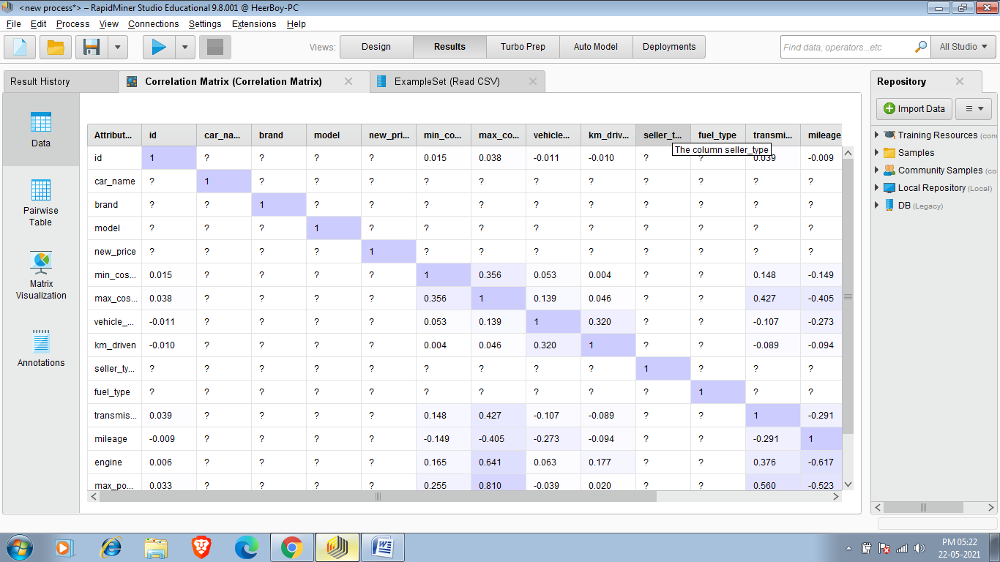 <new process*> – RapidMiner Studio Educational 9.8.001 @ HeerBoy-PC
File Edit Process View Connections Settings Extensions Help
Views: Design Results Turbo Prep Auto Model Deployments Find data, operators...etc All Studio
Result History Correlation Matrix (Correlation Matrix) ExampleSet (Read CSV) Repository
Data
Pairwise
Table
Matrix
Visualization
Annotations
Attribut... id car_na... brand model new_pri... min_co... max_co... vehicle... km_driv... seller_t... fuel_type transmi... mileage
The column seller_type
id 1 ? ? ? ? 0.015 0.038 -0.011 -0.010 ? ? 0.039 -0.009
car_name ? 1 ? ? ? ? ? ? ? ? ? ? ?
brand ? ? 1 ? ? ? ? ? ? ? ? ? ?
model ? ? ? 1 ? ? ? ? ? ? ? ? ?
new_price ? ? ? ? 1 ? ? ? ? ? ? ? ?
min_cos... 0.015 ? ? ? ? 1 0.356 0.053 0.004 ? ? 0.148 -0.149
max_cos... 0.038 ? ? ? ? 0.356 1 0.139 0.046 ? ? 0.427 -0.405
vehicle_... -0.011 ? ? ? ? 0.053 0.139 1 0.320 ? ? -0.107 -0.273
km_driven -0.010 ? ? ? ? 0.004 0.046 0.320 1 ? ? -0.089 -0.094
seller_ty... ? ? ? ? ? ? ? ? ? 1 ? ? ?
fuel_type ? ? ? ? ? ? ? ? ? ? 1 ? ?
transmis... 0.039 ? ? ? ? 0.148 0.427 -0.107 -0.089 ? ? 1 -0.291
mileage -0.009 ? ? ? ? -0.149 -0.405 -0.273 -0.094 ? ? -0.291 1
engine 0.006 ? ? ? ? 0.165 0.641 0.063 0.177 ? ? 0.376 -0.617
max_po... 0.033 ? ? ? ? 0.255 0.810 -0.039 0.020 ? ? 0.560 -0.523
Import Data
Training Resources (con
Samples
Community Samples (co
Local Repository (Local)
DB (Legacy)
PM 05:22
22-05-2021